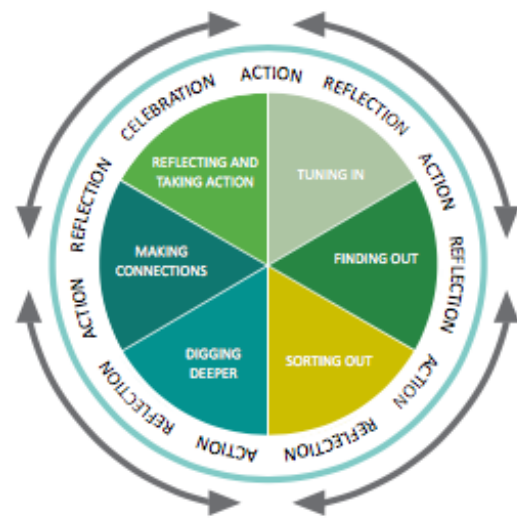 ACTION
REFLECTION
ACTION
REFLECTION
ACTION
REFLECTION
ACTION
REFLECTION
ACTION
REFLECTION
CELEBRATION
TUNING IN
FINDING OUT
SORTING OUT
DIGGING
DEEPER
MAKING
CONNECTIONS
REFLECTING AND
TAKING ACTION